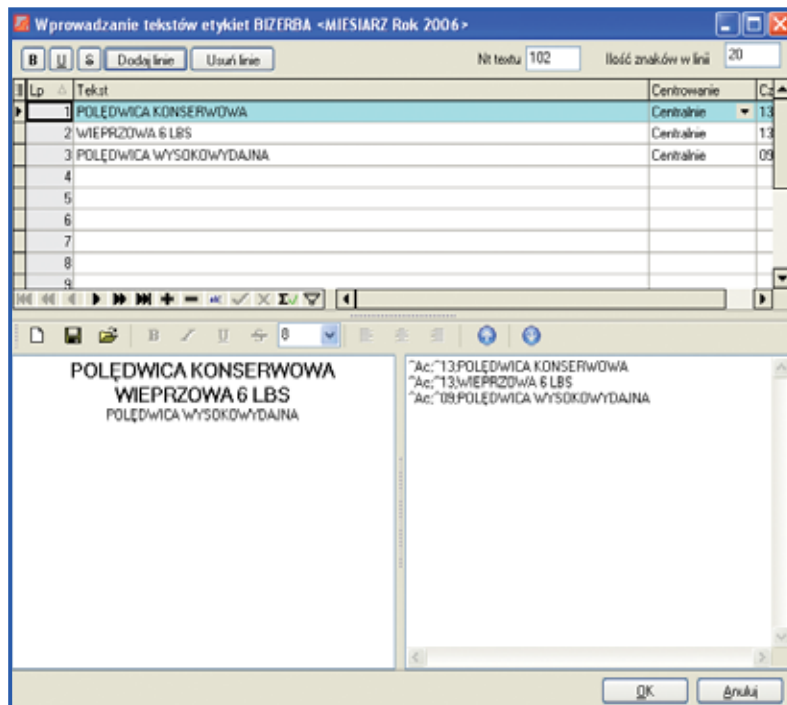 Wprowadzanie tekstów etykiet BIZERBA <MIESIARZ Rok 2006>
B U S Dodaj linie Usuń linie Nr textu 102 Ilość znaków w linii 20
Lp Tekst Centrowanie Cz
1 POLĘDWICA KONSERWOWA Centralnie 13
2 WIEPRZOWA 6 LBS Centralnie 13
3 POLĘDWICA WYSOKOWYDAJNA Centralnie 09
4
5
6
7
8
9
B I U S 8
POLĘDWICA KONSERWOWA
WIEPRZOWA 6 LBS
POLĘDWICA WYSOKOWYDAJNA
^Ac;^13;POLĘDWICA KONSERWOWA
^Ac;^13;WIEPRZOWA 6 LBS
^Ac;^09;POLĘDWICA WYSOKOWYDAJNA
OK Anuluj